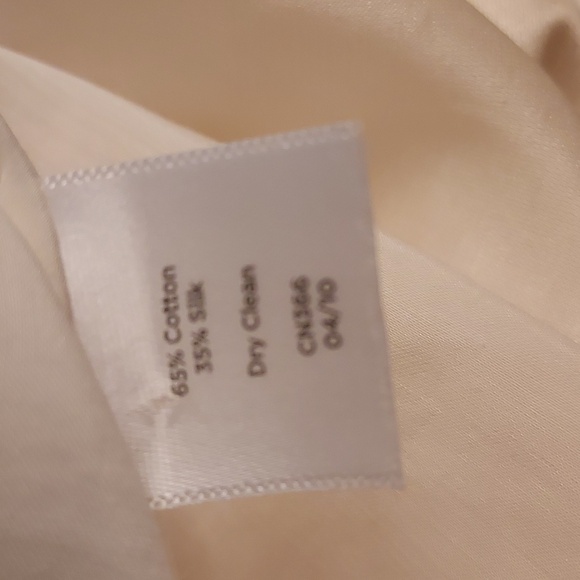 65% Cotton
35% Silk
Dry Clean
CN366
04/10